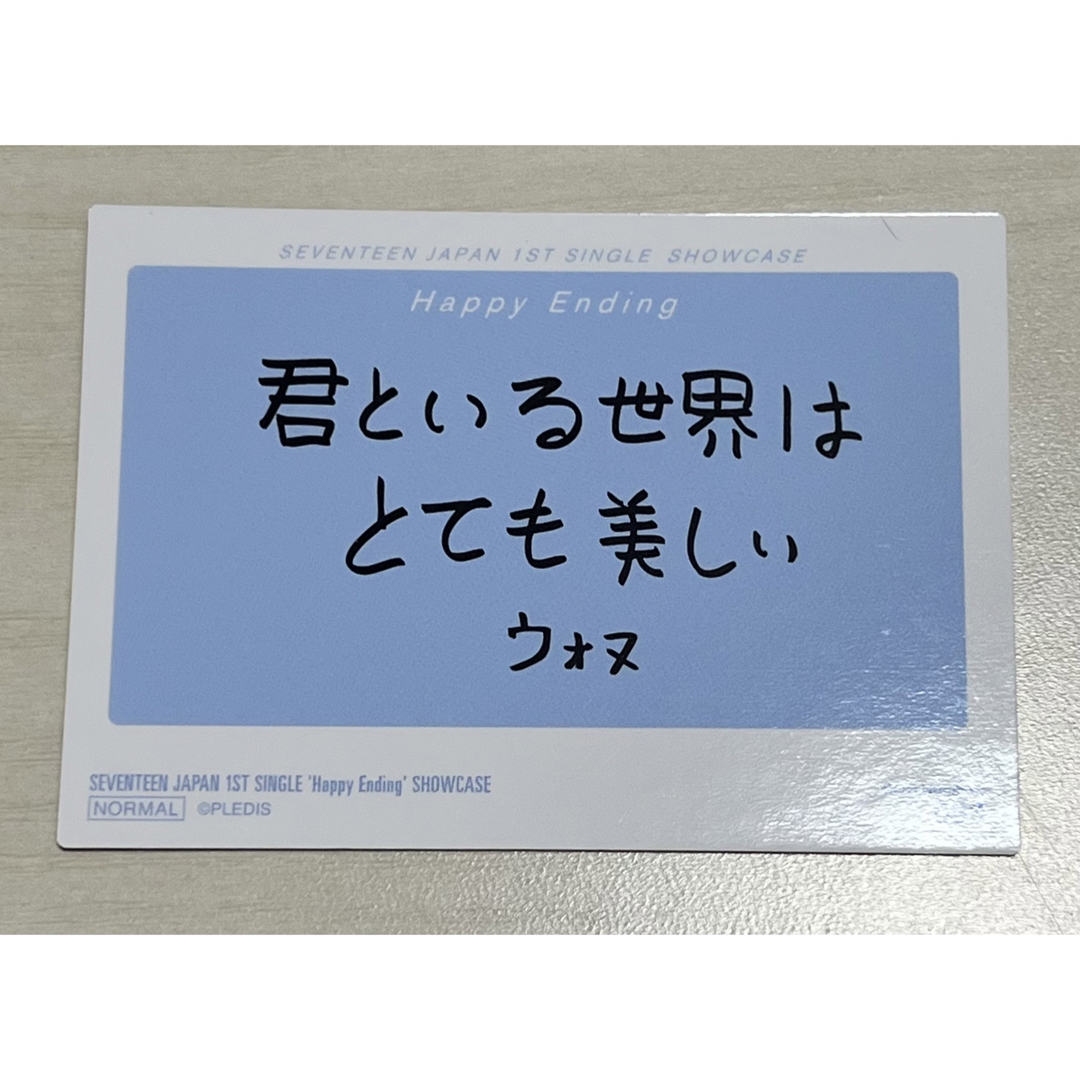 SEVENTEEN JAPAN 1ST SINGLE SHOWCASE
Happy Ending
君といる世界は
とても美しい
ウォヌ
SEVENTEEN JAPAN 1ST SINGLE 'Happy Ending' SHOWCASE
NORMAL ©PLEDIS